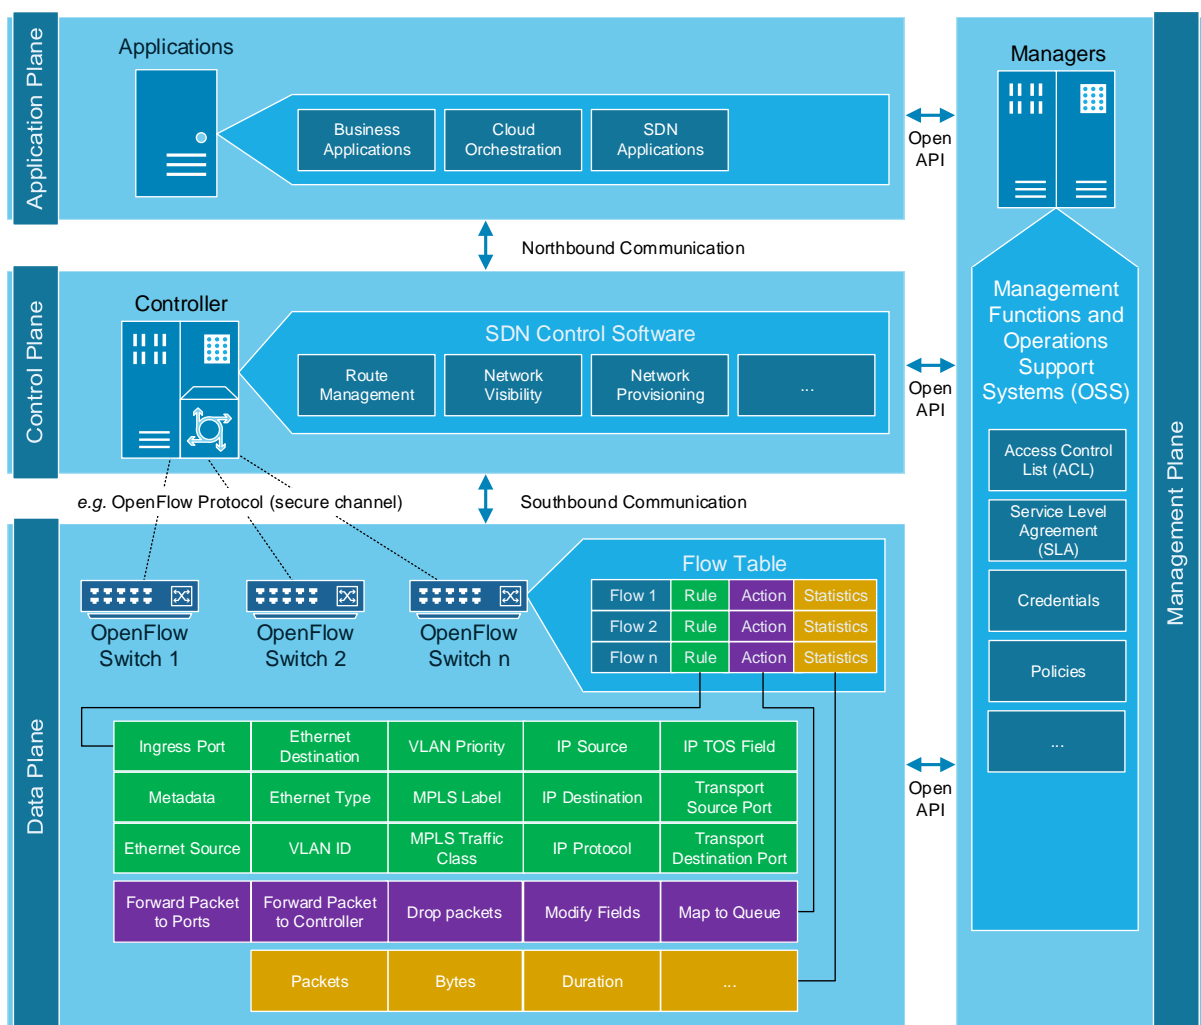 Application Plane
Applications
Business
Applications
Cloud
Orchestration
SDN
Applications
Open
API
Managers
Northbound Communication
Control Plane
Controller
SDN Control Software
Route
Management
Network
Visibility
Network
Provisioning
...
Open
API
Management
Functions and
Operations
Support
Systems (OSS)
Access Control
List (ACL)
Service Level
Agreement
(SLA)
Credentials
Policies
...
Management Plane
e.g. OpenFlow Protocol (secure channel)
Southbound Communication
Data Plane
OpenFlow
Switch 1
OpenFlow
Switch 2
OpenFlow
Switch n
Flow Table
Flow 1 Rule Action Statistics
Flow 2 Rule Action Statistics
Flow n Rule Action Statistics
Ingress Port
Ethernet
Destination
VLAN Priority
IP Source
IP TOS Field
Metadata
Ethernet Type
MPLS Label
IP Destination
Transport
Source Port
Ethernet Source
VLAN ID
MPLS Traffic
Class
IP Protocol
Transport
Destination Port
Forward Packet
to Ports
Forward Packet
to Controller
Drop packets
Modify Fields
Map to Queue
Packets
Bytes
Duration
...
Open
API